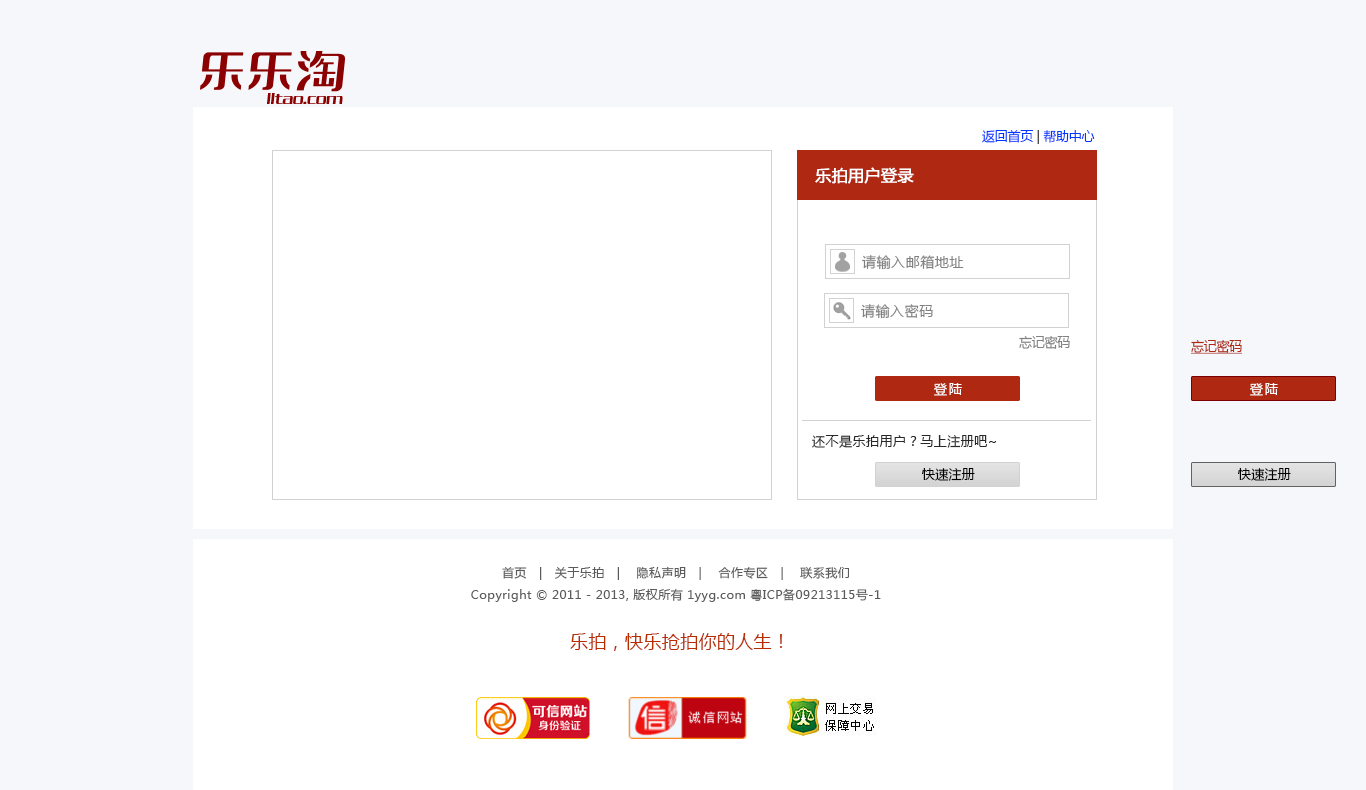 乐乐淘
lltao.com
返回首页 | 帮助中心
乐拍用户登录
请输入邮箱地址
请输入密码
忘记密码
忘记密码
登陆
登陆
还不是乐拍用户？马上注册吧~
快速注册
快速注册
首页 | 关于乐拍 | 隐私声明 | 合作专区 | 联系我们
Copyright © 2011 - 2013, 版权所有 1yyg.com 粤ICP备09213115号-1
乐拍，快乐抢拍你的人生！
可信网站
身份验证
信
诚信网站
网上交易
保障中心